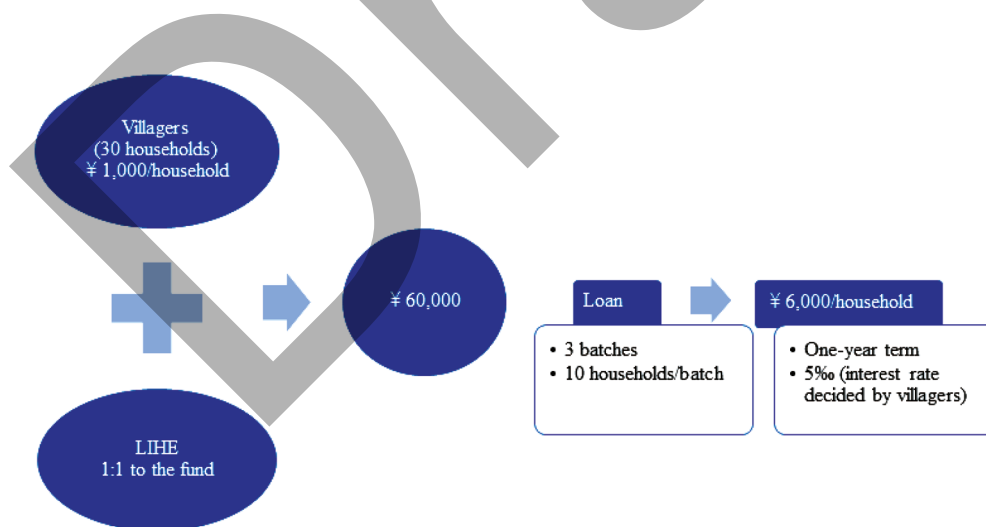 Villagers
(30 households)
¥ 1,000/household
LIHE
1:1 to the fund
¥ 60,000
Loan
• 3 batches
• 10 households/batch
¥ 6,000/household
• One-year term
• 5‰ (interest rate
decided by villagers)